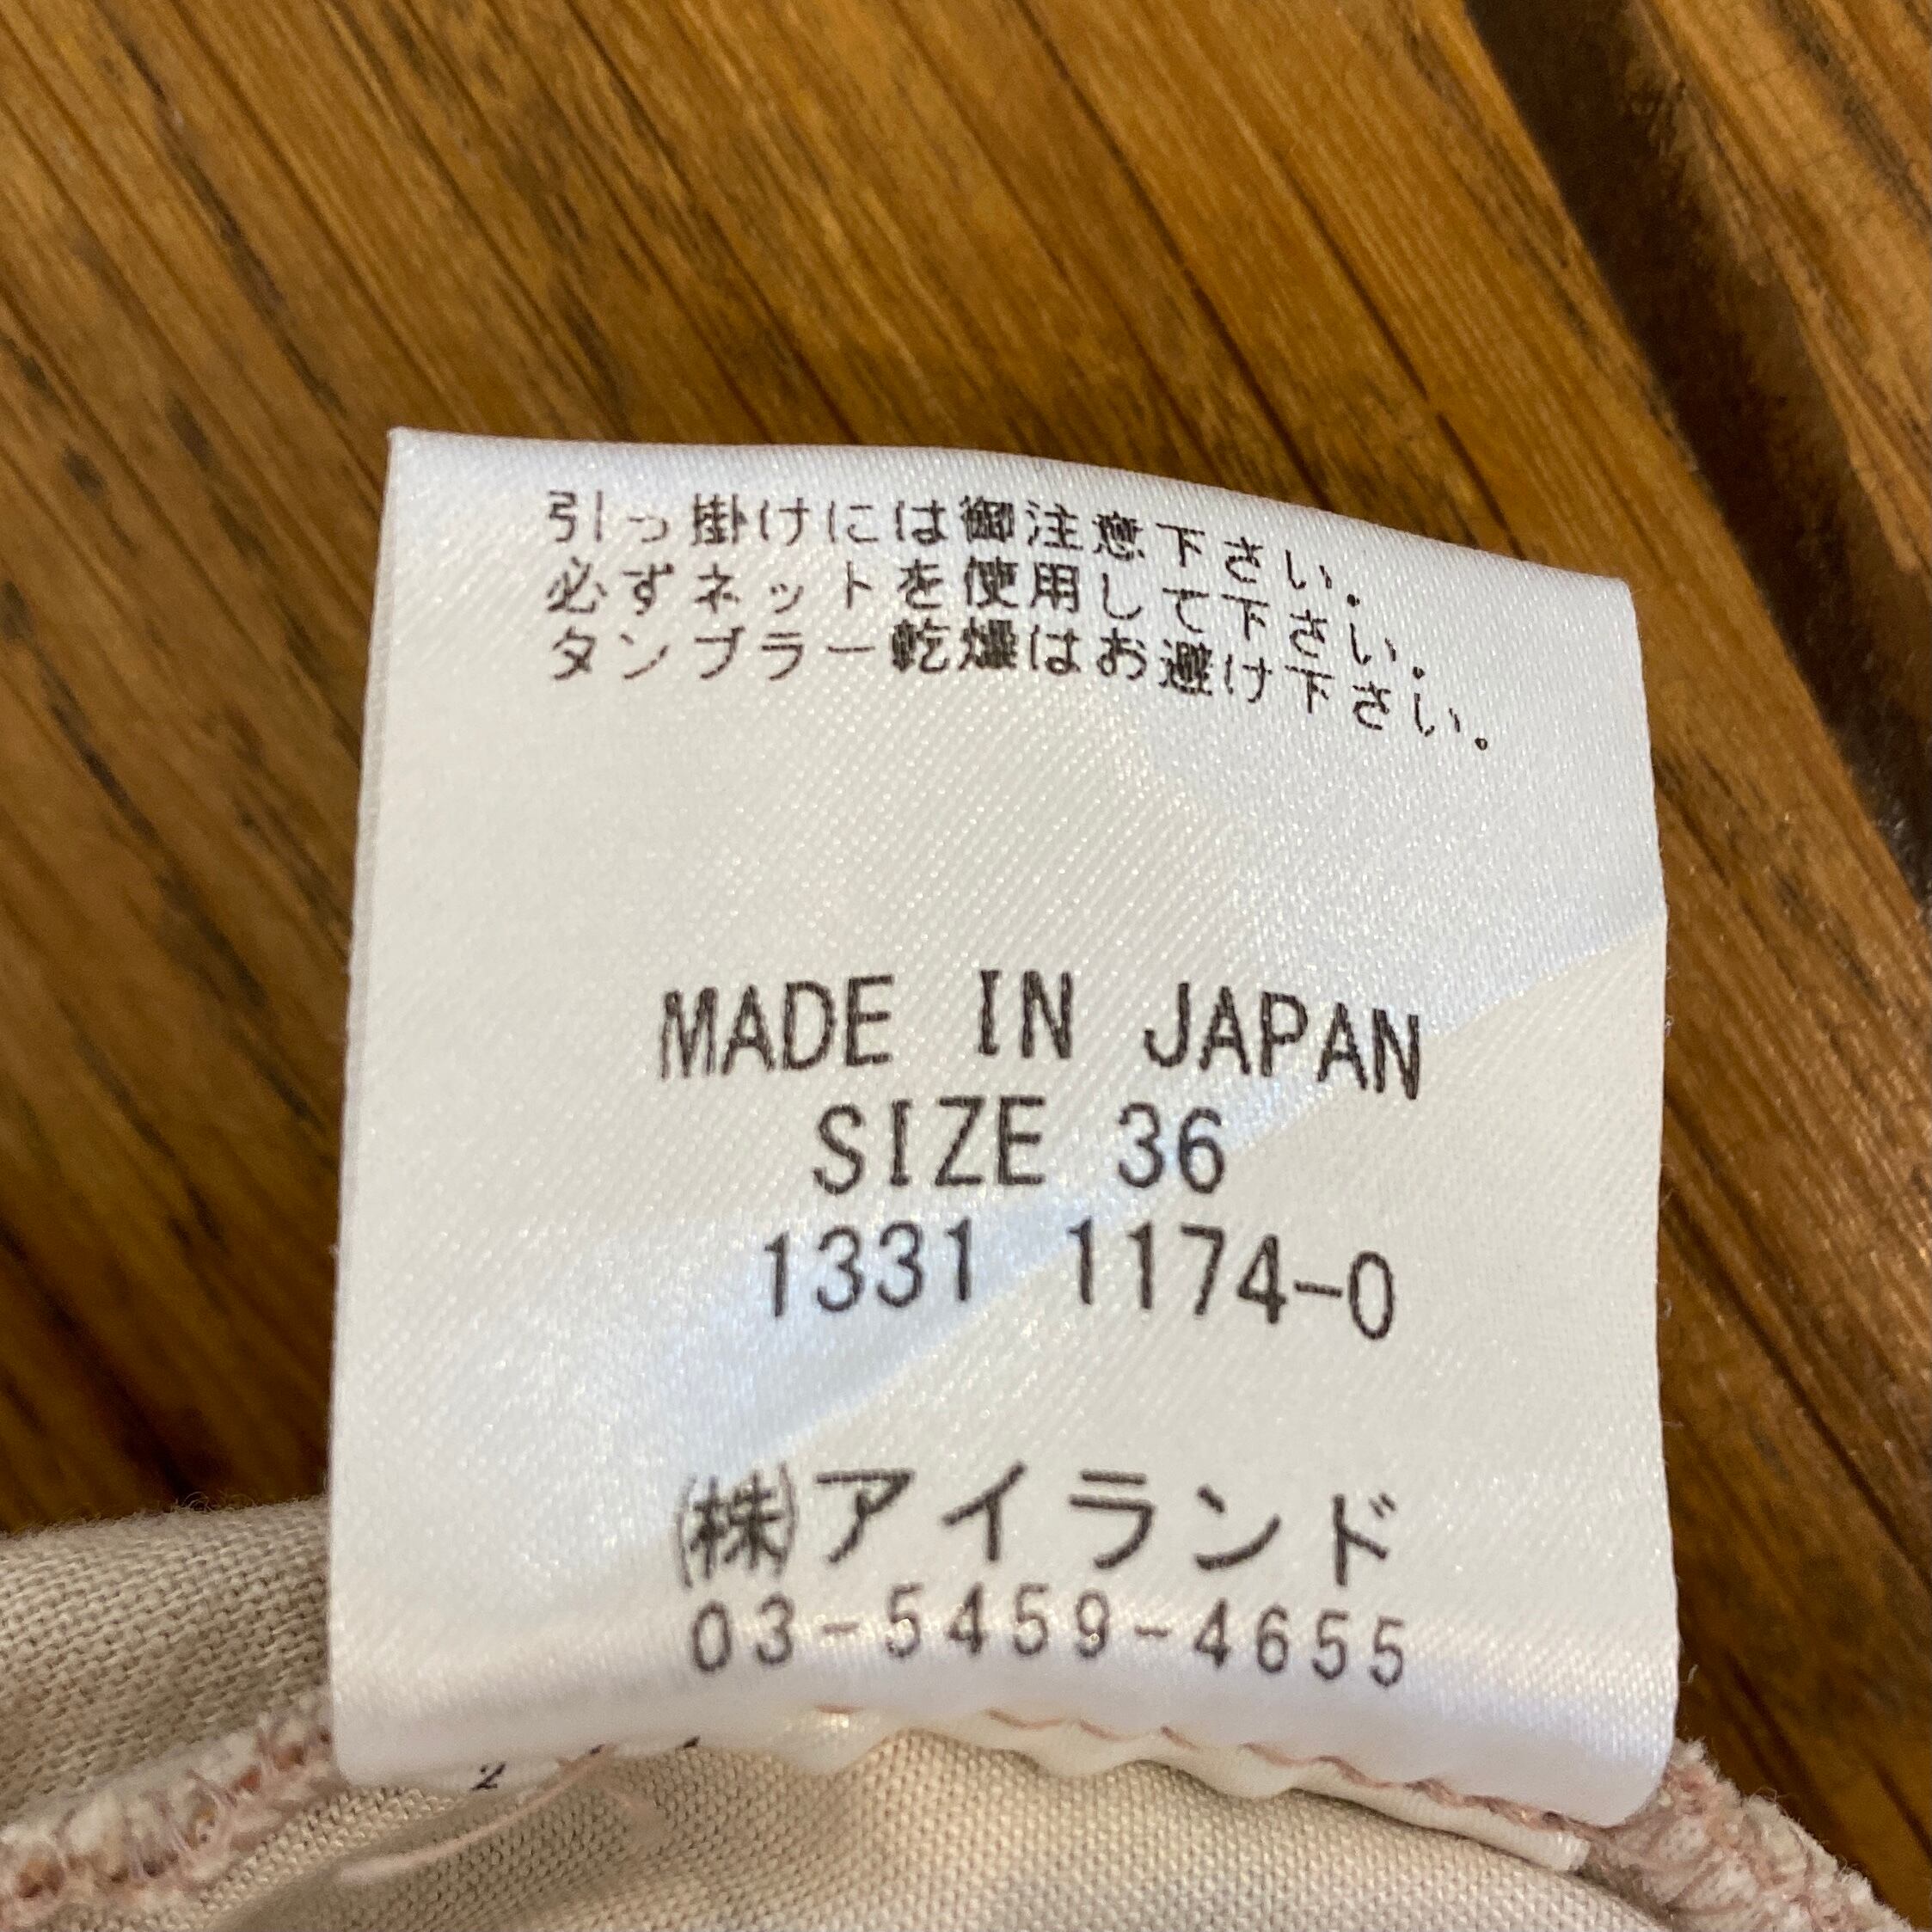 引っ掛けには御注意下さい。
必ずネットを使用して下さい。
タンブラー乾燥はお避け下さい。
MADE IN JAPAN
SIZE 36
1331 1174-0
㈱アイランド
03-5459-4655